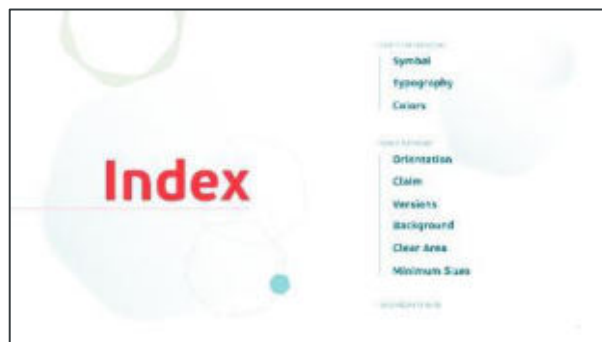 Index
Symbol
Typography
Colors
Orientation
Claim
Versions
Background
Clear Area
Minimum Sizes